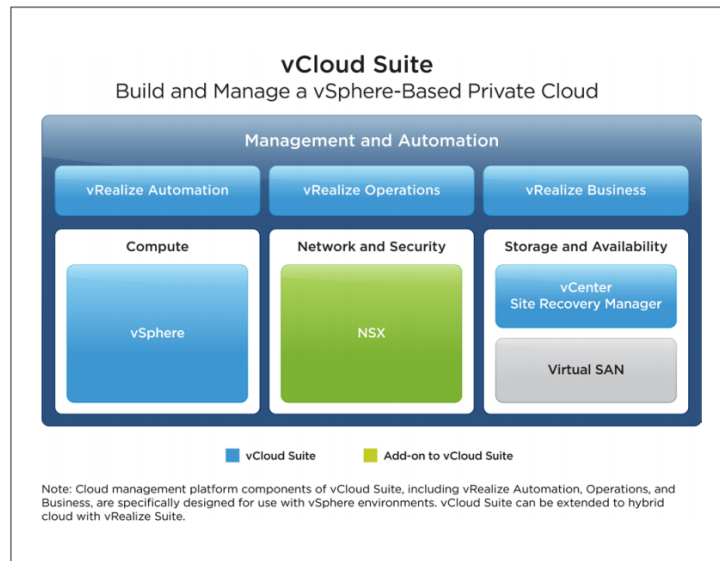 vCloud Suite
Build and Manage a vSphere-Based Private Cloud
Management and Automation
vRealize Automation
vRealize Operations
vRealize Business
Compute
vSphere
Network and Security
NSX
Storage and Availability
vCenter
Site Recovery Manager
Virtual SAN
vCloud Suite
Add-on to vCloud Suite
Note: Cloud management platform components of vCloud Suite, including vRealize Automation, Operations, and
Business, are specifically designed for use with vSphere environments. vCloud Suite can be extended to hybrid
cloud with vRealize Suite.